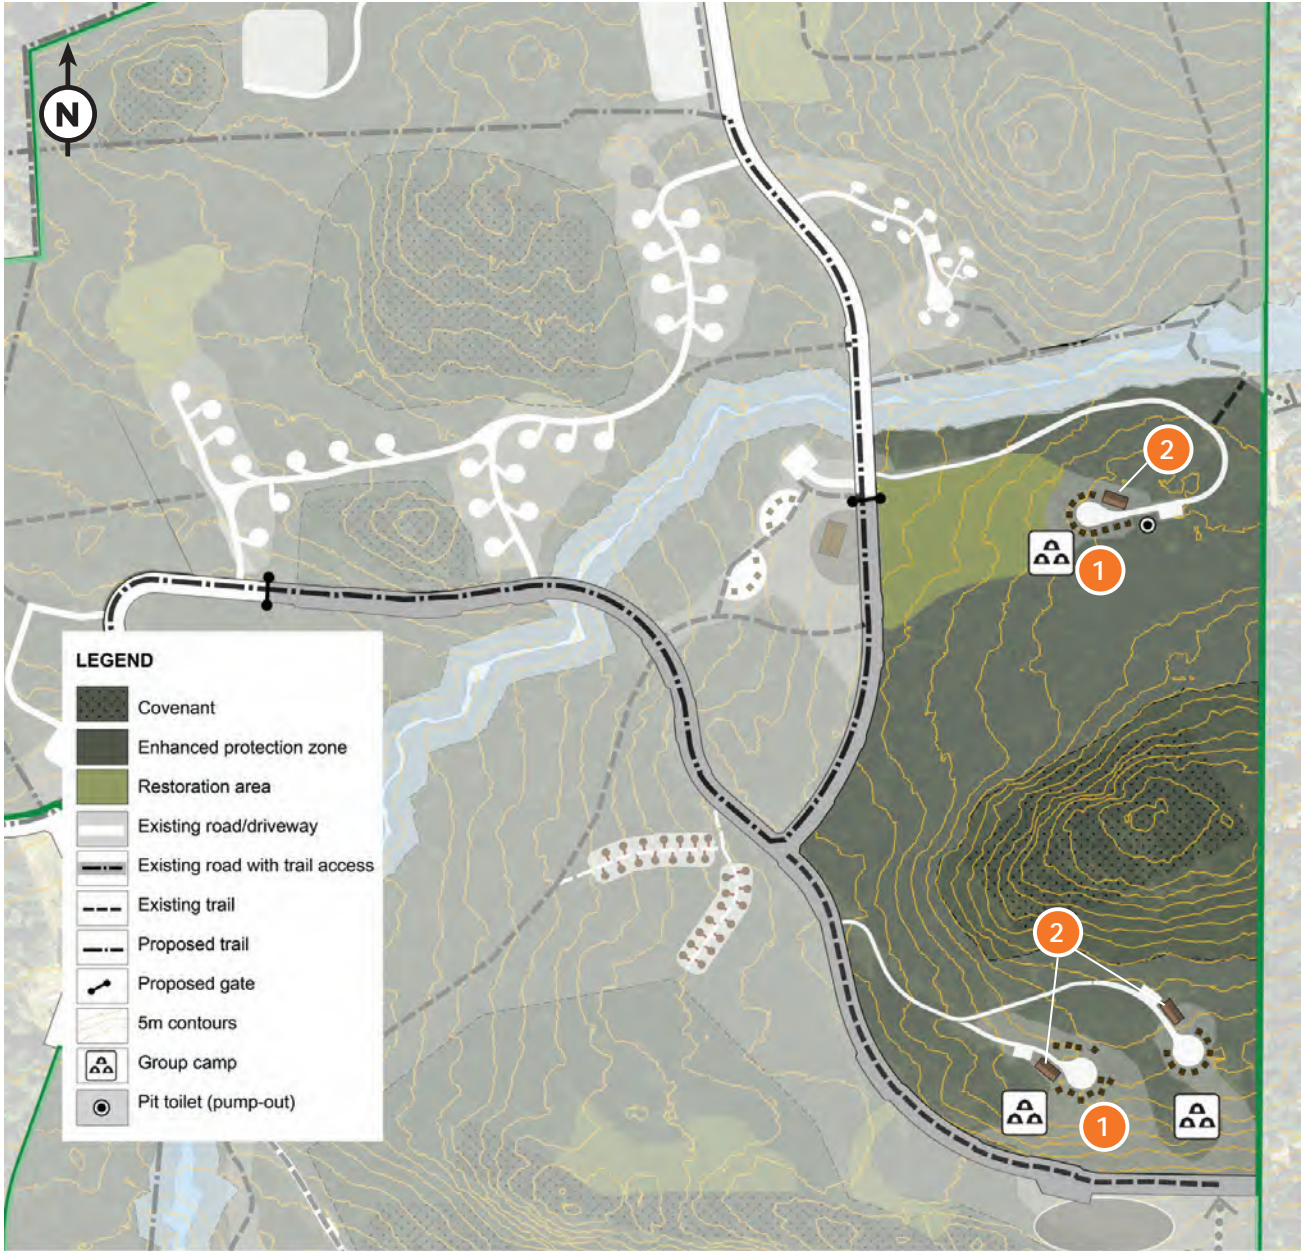 N
2
1
LEGEND
Covenant
Enhanced protection zone
Restoration area
Existing road/driveway
Existing road with trail access
Existing trail
Proposed trail
Proposed gate
5m contours
Group camp
Pit toilet (pump-out)
2
1